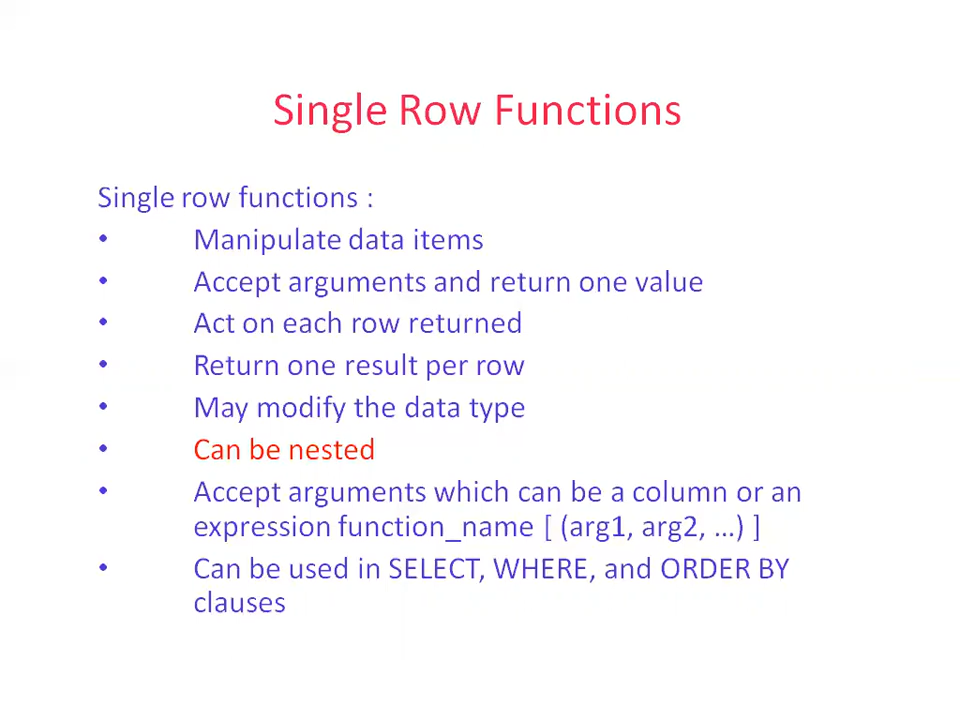 Single Row Functions
Single row functions :
• Manipulate data items
• Accept arguments and return one value
• Act on each row returned
• Return one result per row
• May modify the data type
• Can be nested
• Accept arguments which can be a column or an
expression function_name [ (arg1, arg2, ...) ]
• Can be used in SELECT, WHERE, and ORDER BY
clauses